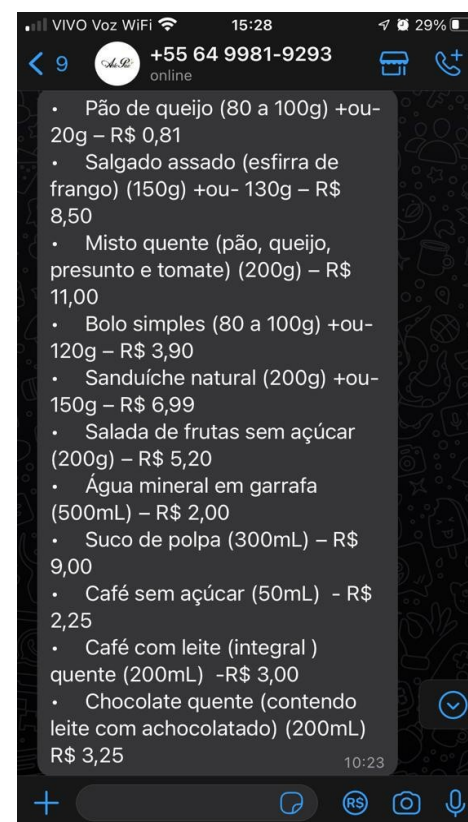 VIVO Voz WiFi 15:28 29%
9 +55 64 9981-9293
online
• Pão de queijo (80 a 100g) +ou-
20g – R$ 0,81
• Salgado assado (esfirra de
frango) (150g) +ou- 130g – R$
8,50
• Misto quente (pão, queijo,
presunto e tomate) (200g) – R$
11,00
• Bolo simples (80 a 100g) +ou-
120g – R$ 3,90
• Sanduíche natural (200g) +ou-
150g – R$ 6,99
• Salada de frutas sem açúcar
(200g) – R$ 5,20
• Água mineral em garrafa
(500mL) – R$ 2,00
• Suco de polpa (300mL) – R$
9,00
• Café sem açúcar (50mL) - R$
2,25
• Café com leite (integral )
quente (200mL) -R$ 3,00
• Chocolate quente (contendo
leite com achocolatado) (200mL)
R$ 3,25
10:23
R$